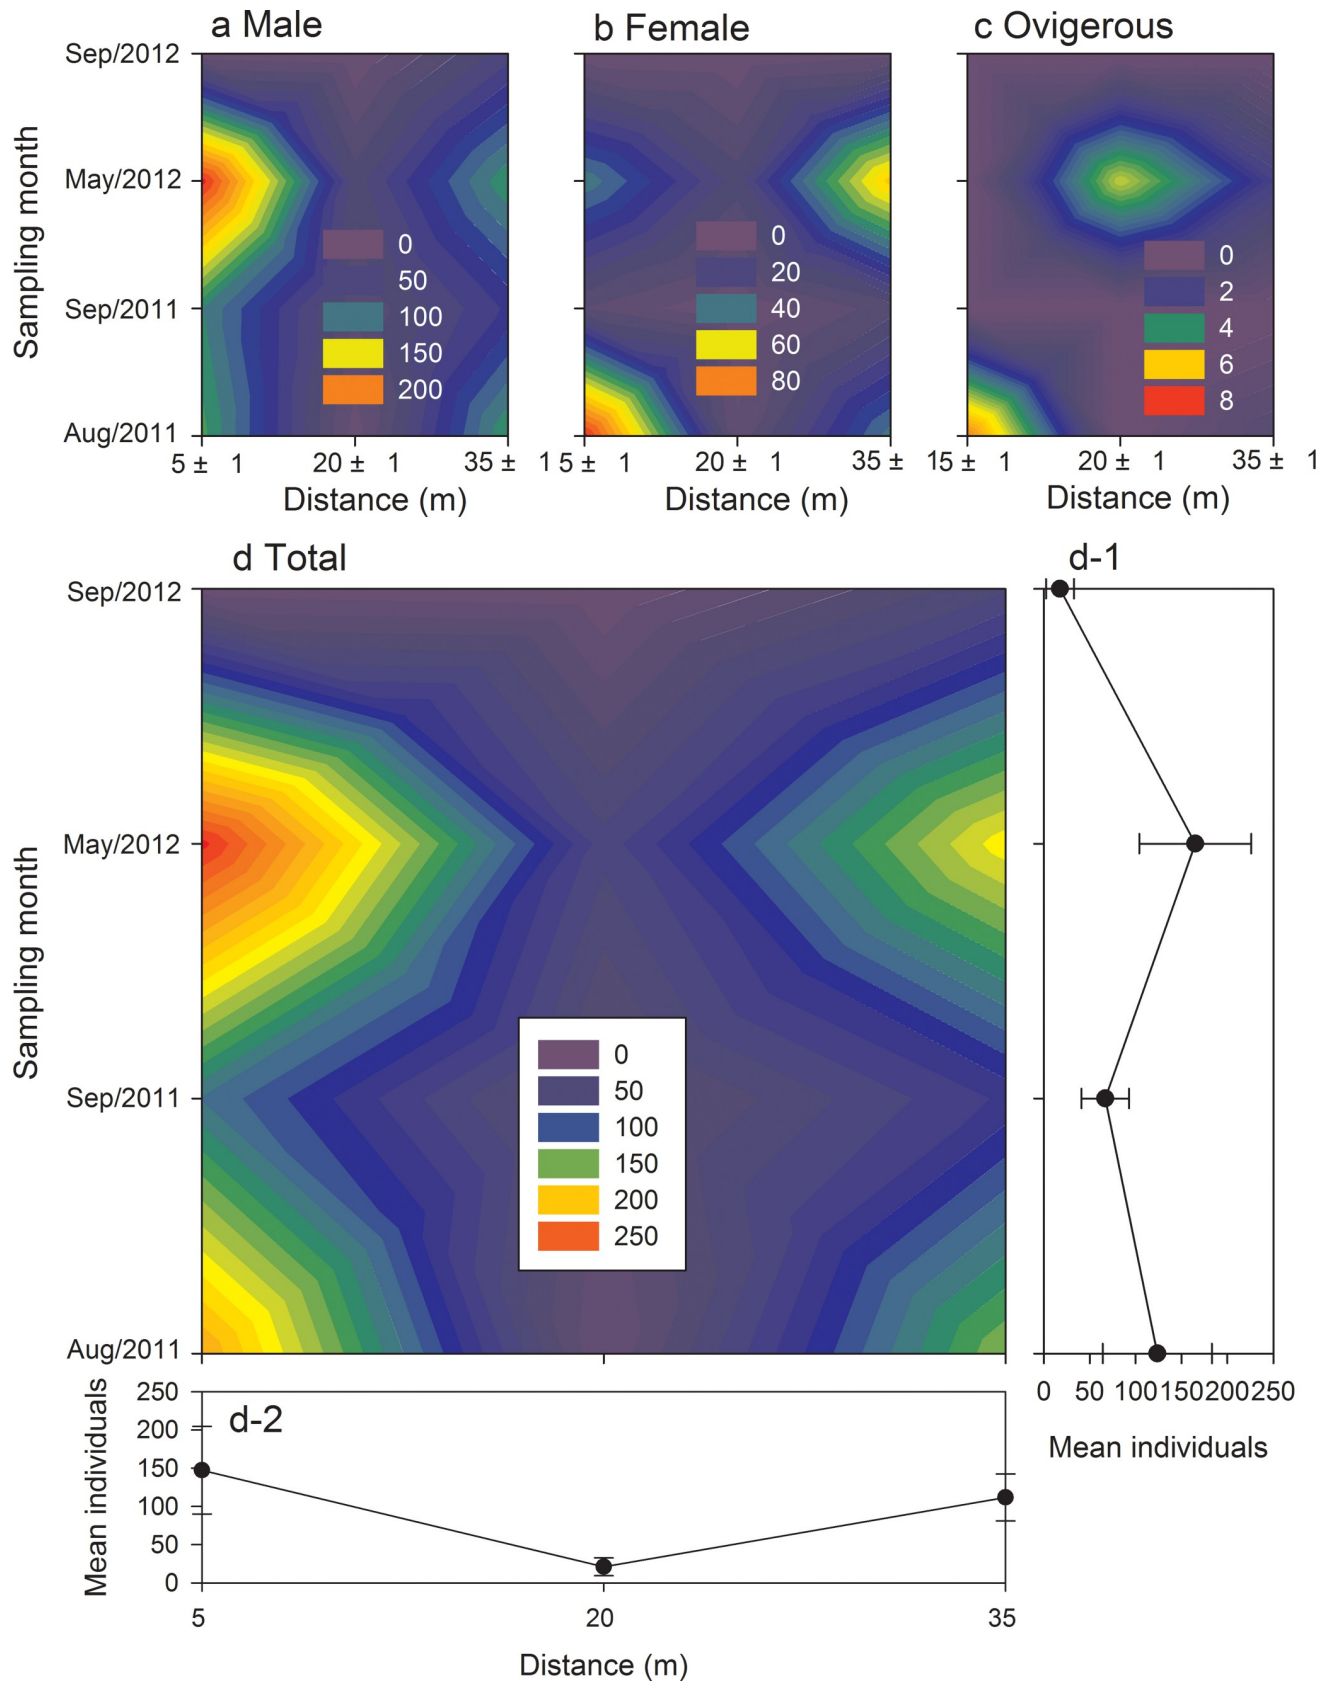 a Male
b Female
c Ovigerous
Sampling month
Sep/2012
May/2012
Sep/2011
Aug/2011
0
50
100
150
200
0
20
40
60
80
0
2
4
6
8
5 ± 1
20 ± 1
35 ± 1
5 ± 1
20 ± 1
35 ± 1
5 ± 1
20 ± 1
35 ± 1
Distance (m)
Distance (m)
Distance (m)
d Total
d-1
Sampling month
Sep/2012
May/2012
Sep/2011
Aug/2011
0
50
100
150
200
250
0 50 100 150 200 250
Mean individuals
d-2
Mean individuals
250
200
150
100
50
0
5 20 35
Distance (m)